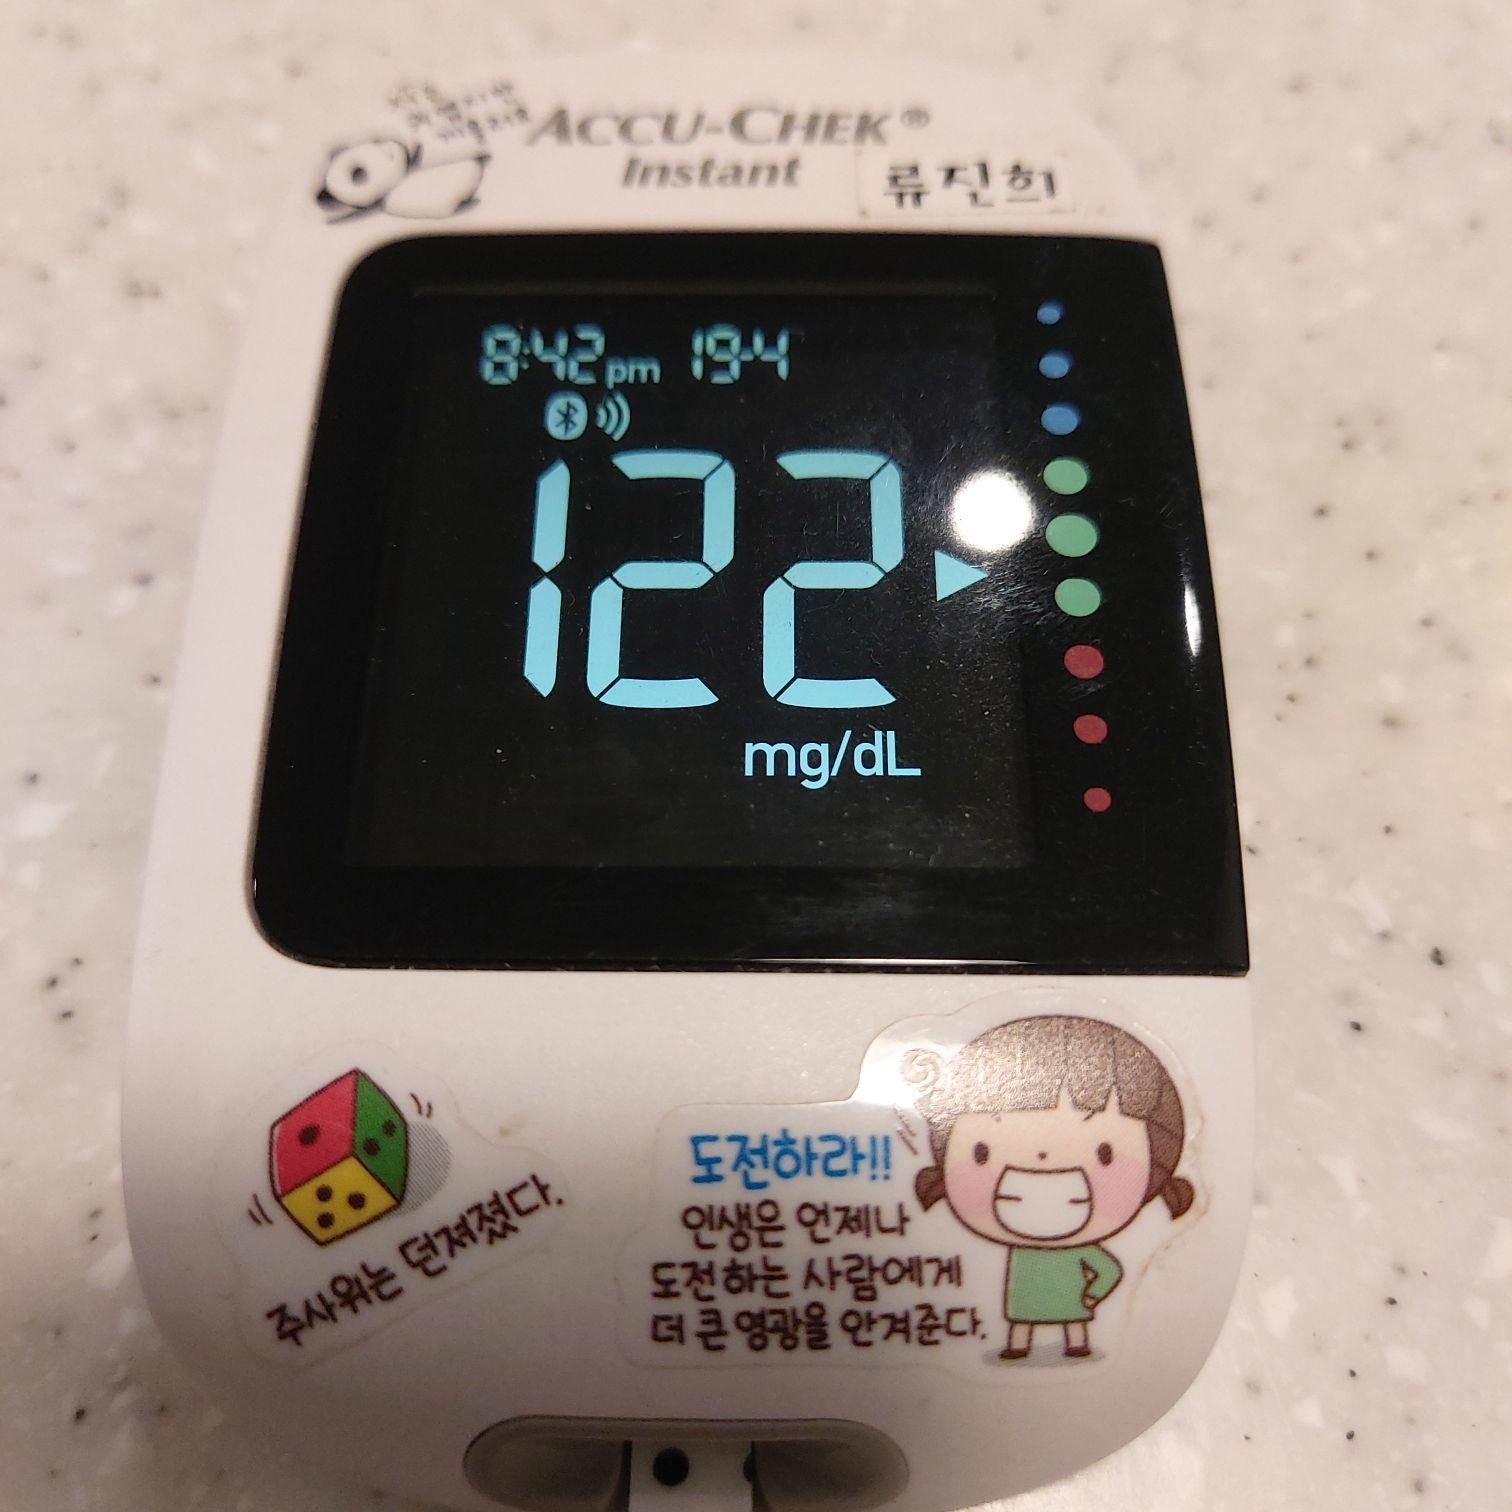 ACCU-CHEK®
Instant
류진희
8:42 pm 19-4
122
mg/dL
주사위는 던져졌다.
도전하라!!
인생은 언제나
도전하는 사람에게
더 큰 영광을 안겨준다.